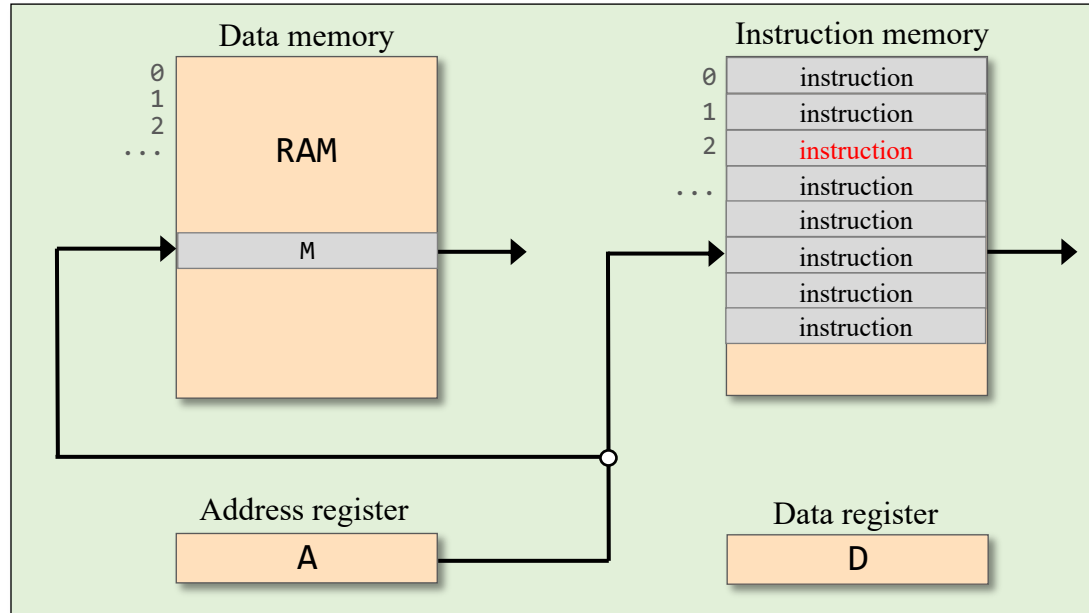 Data memory
0
1
2
...
RAM
M
Instruction memory
0
1
2
...
instruction
instruction
instruction
instruction
instruction
instruction
instruction
instruction
Address register
A
Data register
D